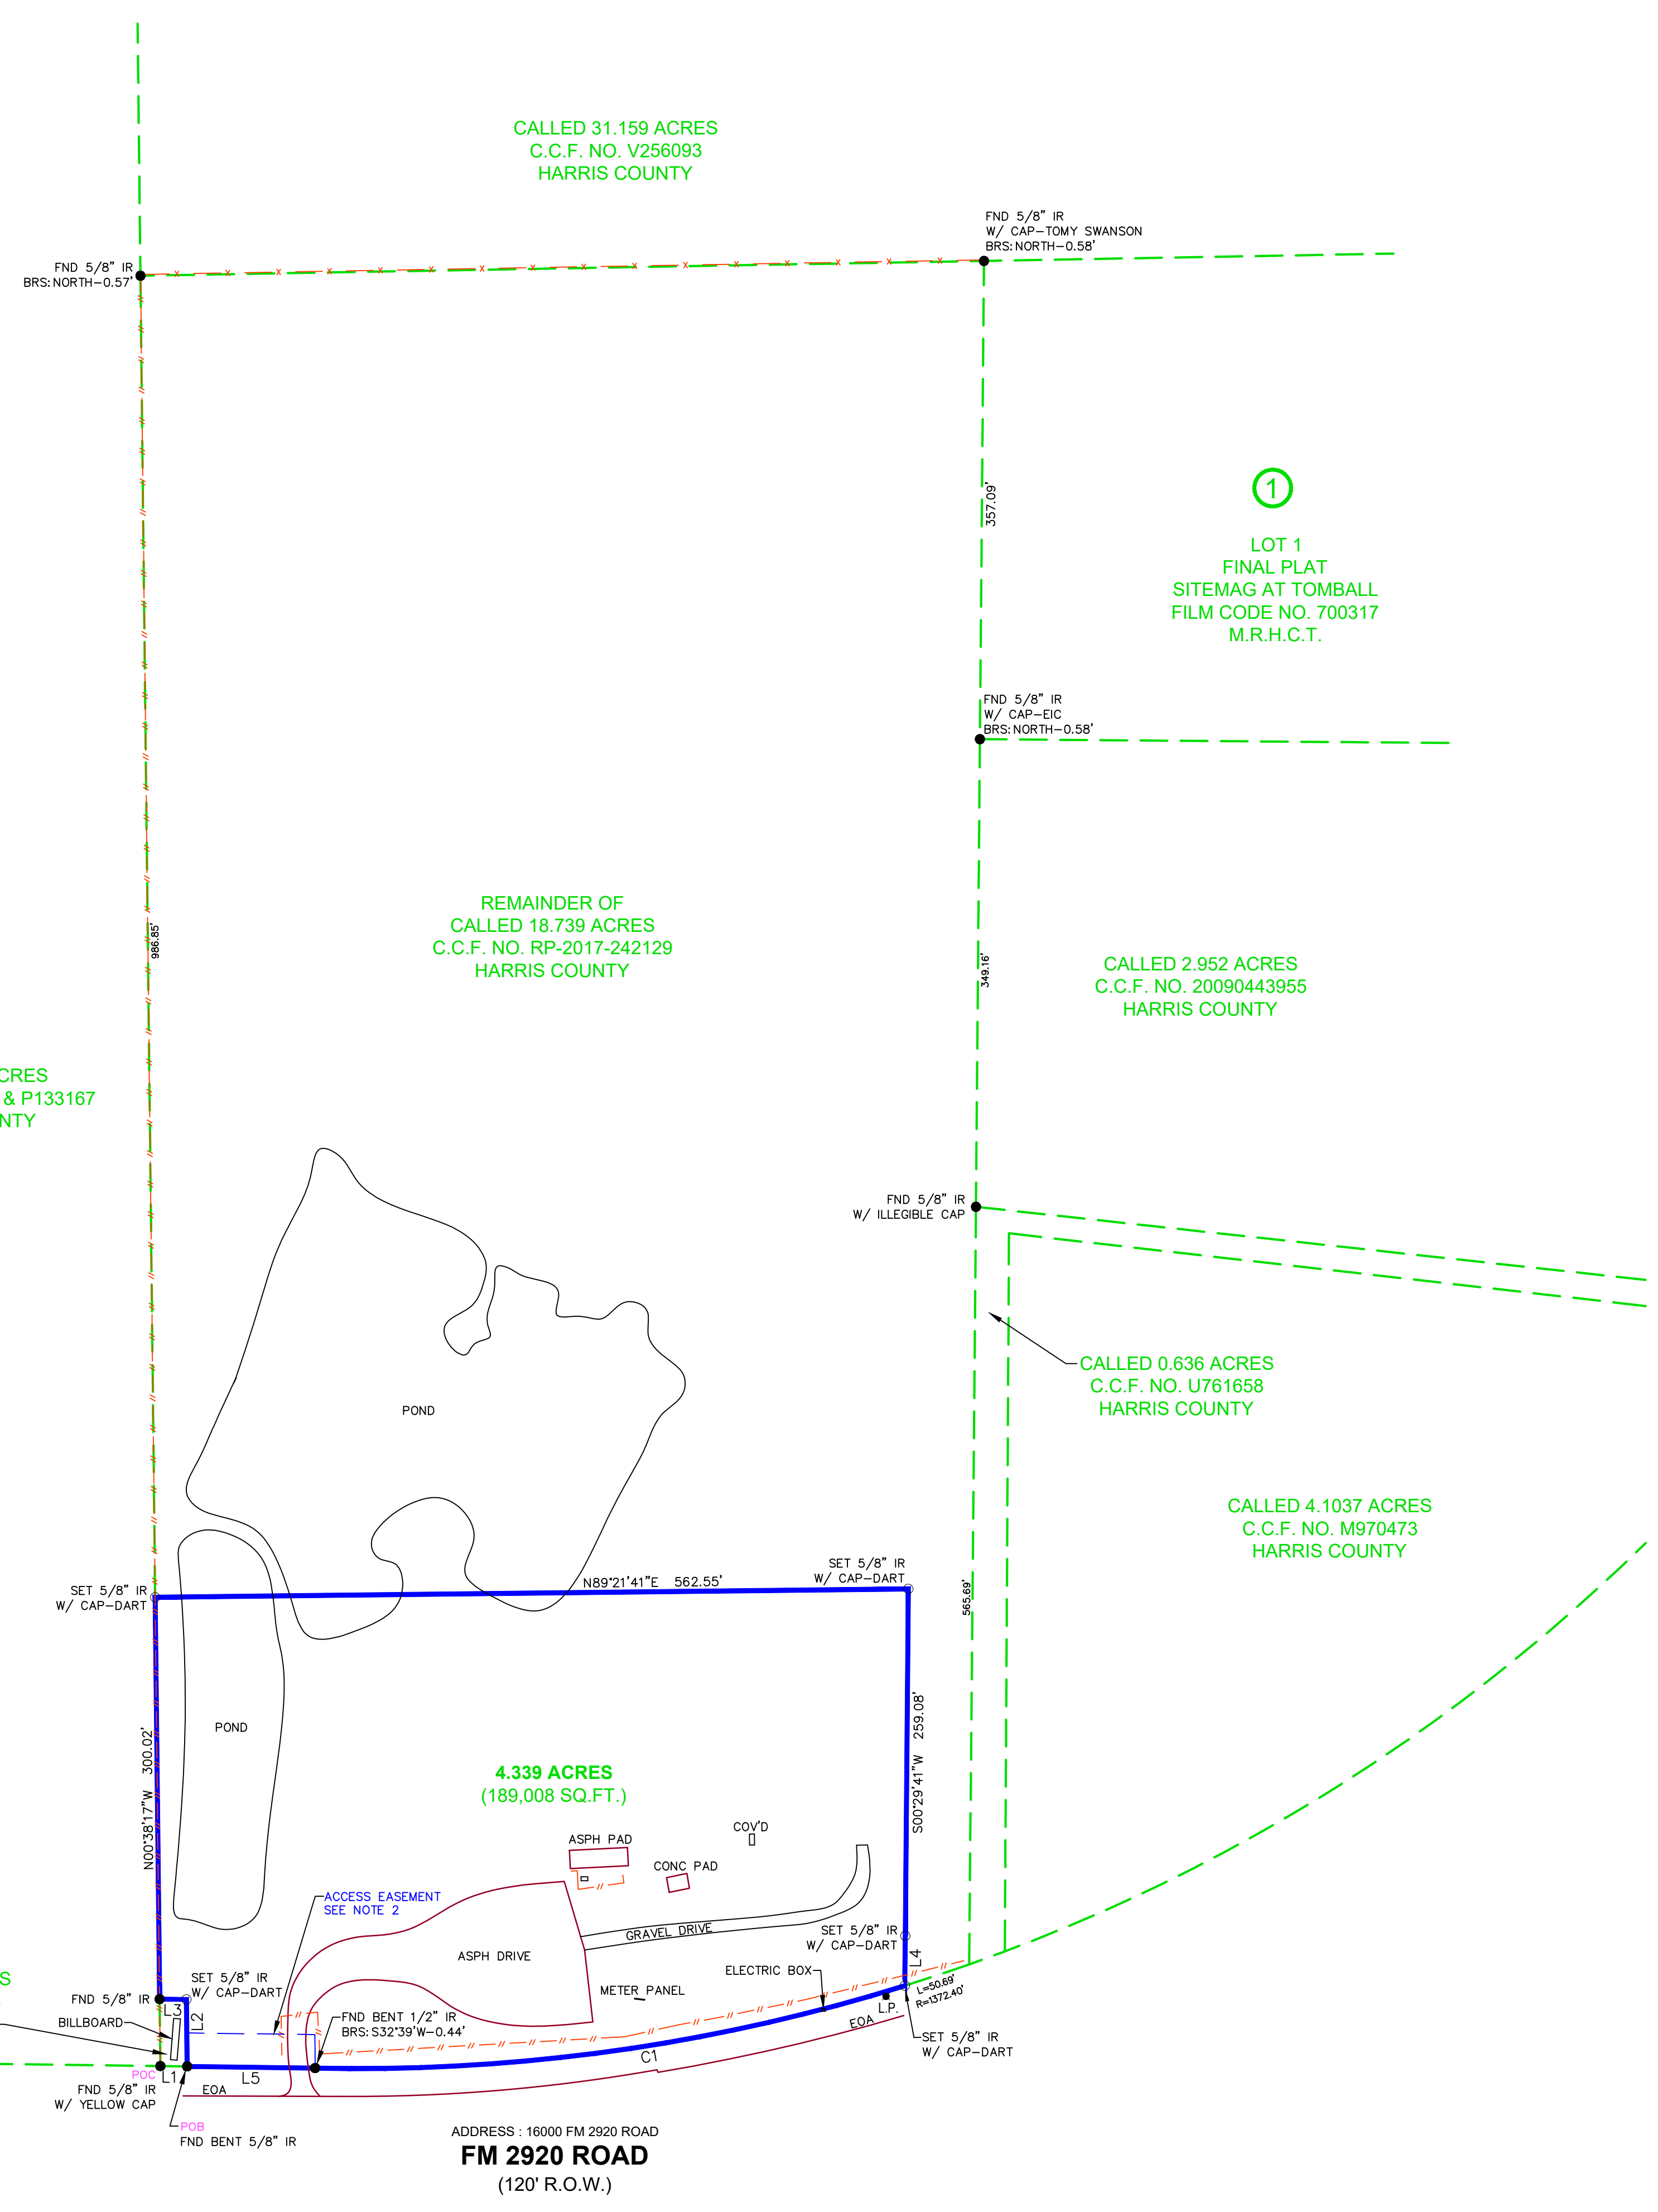 CALLED 31.159 ACRES
C.C.F. NO. V256093
HARRIS COUNTY
FND 5/8" IR
W/ CAP-TOMY SWANSON
BRS:NORTH-0.58'
FND 5/8" IR
BRS:NORTH-0.57'
357.09'
1
LOT 1
FINAL PLAT
SITEMAG AT TOMBALL
FILM CODE NO. 700317
M.R.H.C.T.
FND 5/8" IR
W/ CAP-EIC
BRS:NORTH-0.58'
986.85'
REMAINDER OF
CALLED 18.739 ACRES
C.C.F. NO. RP-2017-242129
HARRIS COUNTY
349.16'
CALLED 2.952 ACRES
C.C.F. NO. 20090443955
HARRIS COUNTY
CRES
& P133167
NTY
FND 5/8" IR
W/ ILLEGIBLE CAP
CALLED 0.636 ACRES
C.C.F. NO. U761658
HARRIS COUNTY
POND
CALLED 4.1037 ACRES
C.C.F. NO. M970473
HARRIS COUNTY
SET 5/8" IR
W/ CAP-DART
N89°21'41"E 562.55'
SET 5/8" IR
W/ CAP-DART
565.69'
POND
N00°38'17"W 300.02'
4.339 ACRES
(189,008 SQ.FT.)
S00°29'41"W 259.08'
COV'D
ASPH PAD
CONC PAD
ACCESS EASEMENT
SEE NOTE 2
GRAVEL DRIVE
SET 5/8" IR
W/ CAP-DART
ASPH DRIVE
L4
ELECTRIC BOX
S
SET 5/8" IR
W/ CAP-DART
FND 5/8" IR
L3
L2
METER PANEL
L=50.69'
R=1372.40'
L.P.
BILLBOARD
FND BENT 1/2" IR
BRS: S32°39'W-0.44'
EOA
SET 5/8" IR
W/ CAP-DART
C1
POC
L1
L5
FND 5/8" IR
W/ YELLOW CAP
EOA
POB
FND BENT 5/8" IR
ADDRESS : 16000 FM 2920 ROAD
FM 2920 ROAD
(120' R.O.W.)